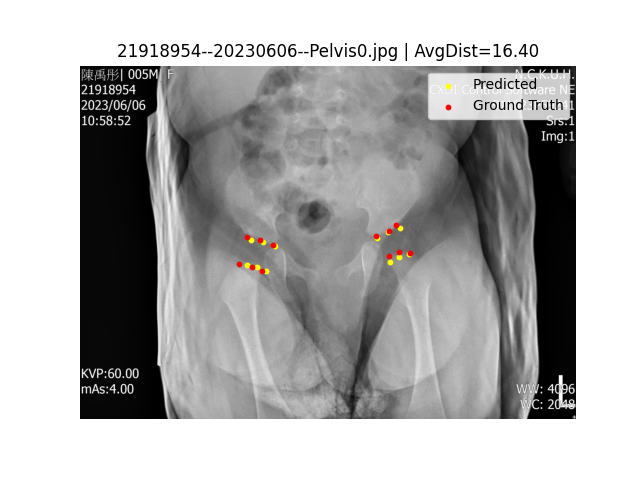 21918954--20230606--Pelvis0.jpg | AvgDist=16.40
陳禹彤| 005M F
21918954
2023/06/06
10:58:52
N.C.K.U.H.
Predicted
Ground Truth
Srs:1
Img:1
KVP:60.00
mAs:4.00
WW: 4096
WC: 2048